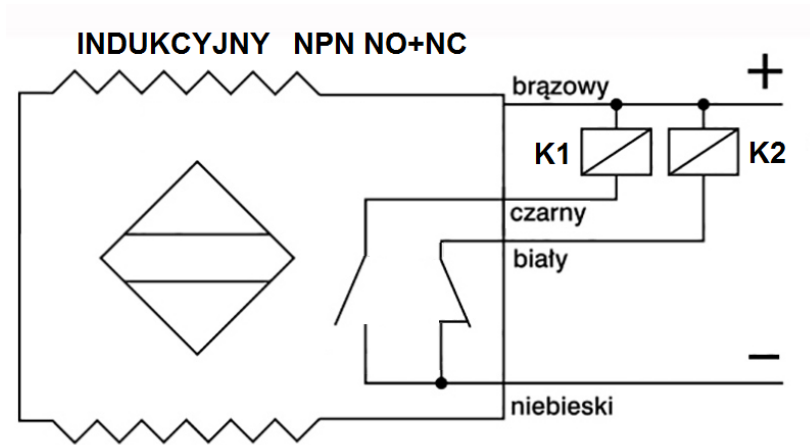 INDUKCYJNY NPN NO+NC
brązowy
+
K1
K2
czarny
biały
−
niebieski